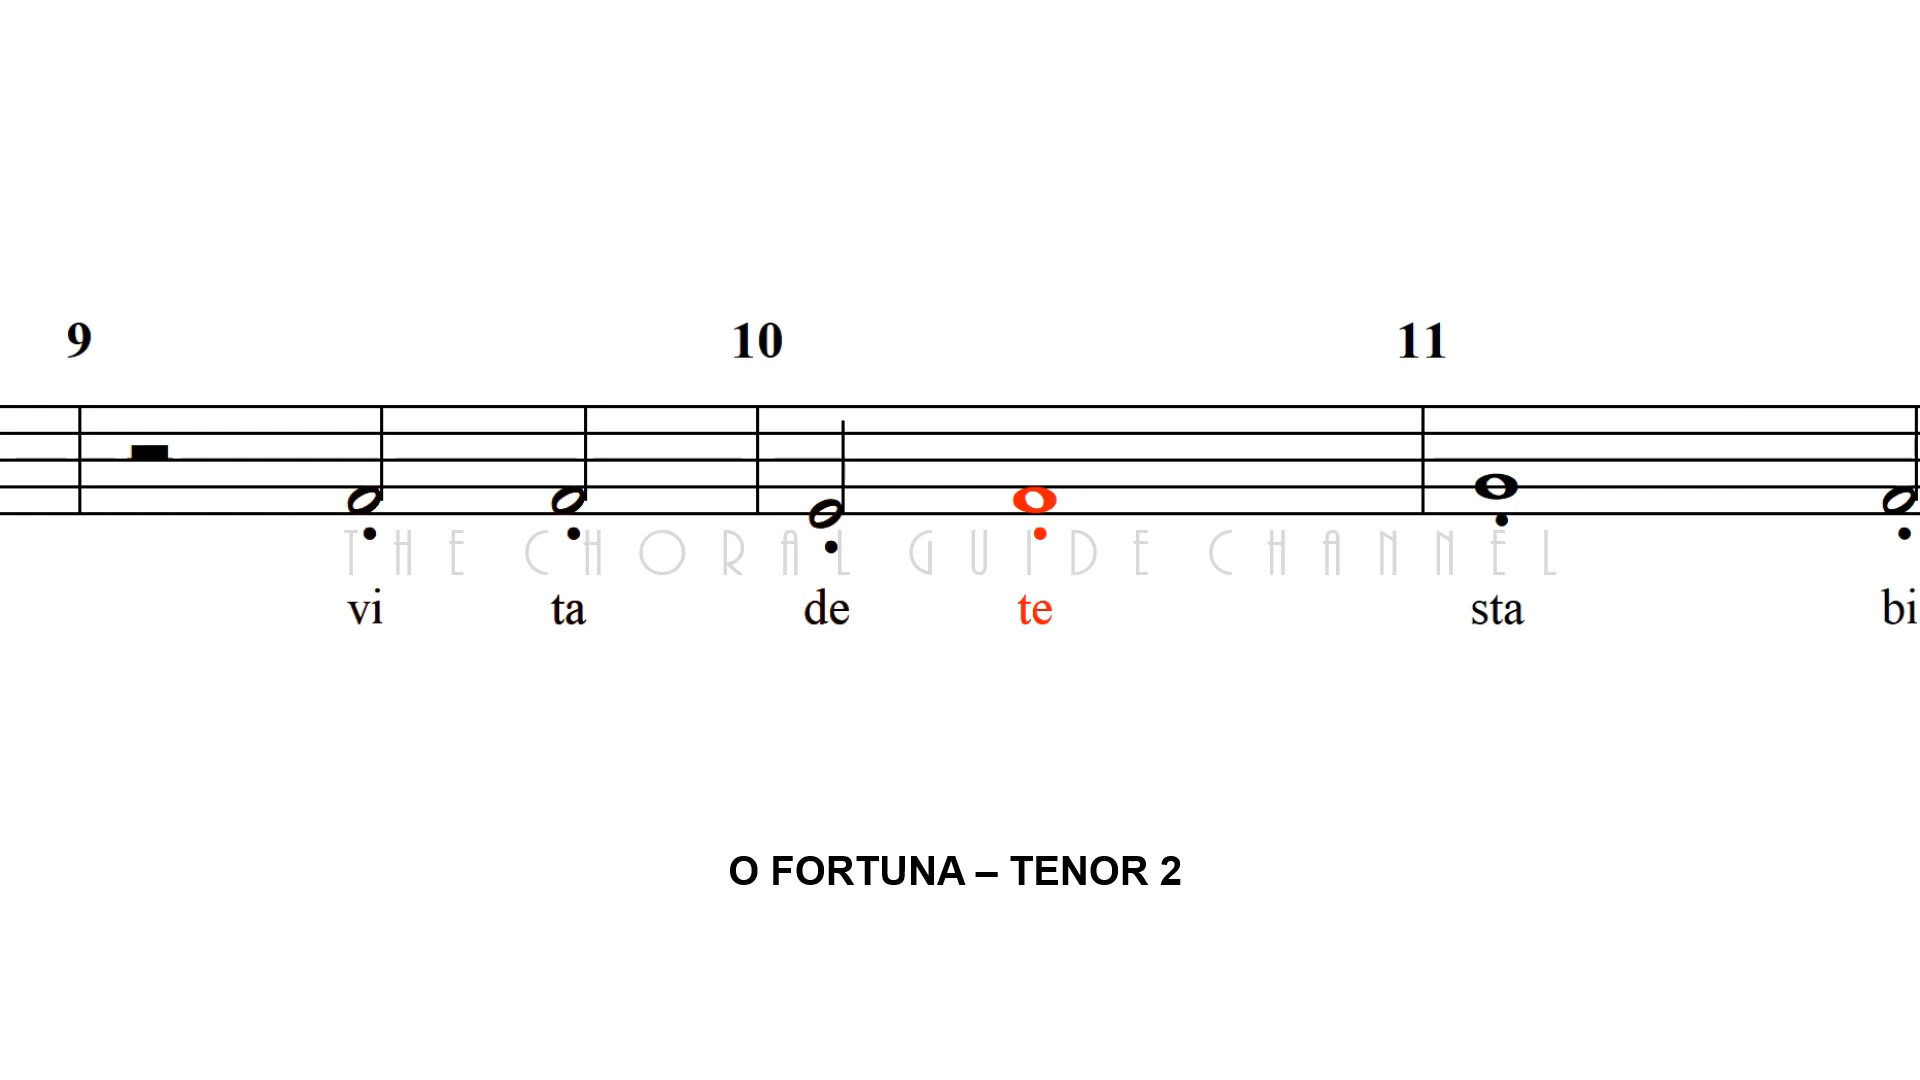 9 10 11
THE CHORAL GUIDE CHANNEL
vi ta de te sta bi
O FORTUNA – TENOR 2